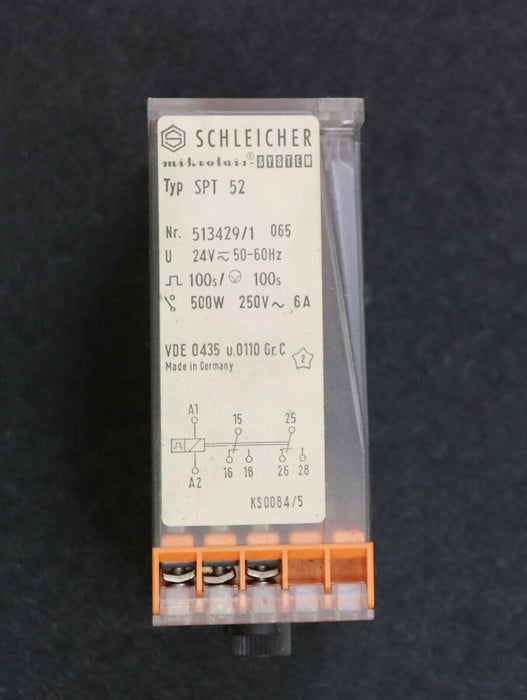 SCHLEICHER
mikrolais®-SYSTEM
Typ SPT 52
Nr. 513429/1 065
U 24V ≂ 50-60Hz
100s/ 100s
500W 250V ~ 6A
VDE 0435 u.0110 Gr.C 2
Made in Germany
A1 15 25
A2 16 18 26 28
KS0084/5